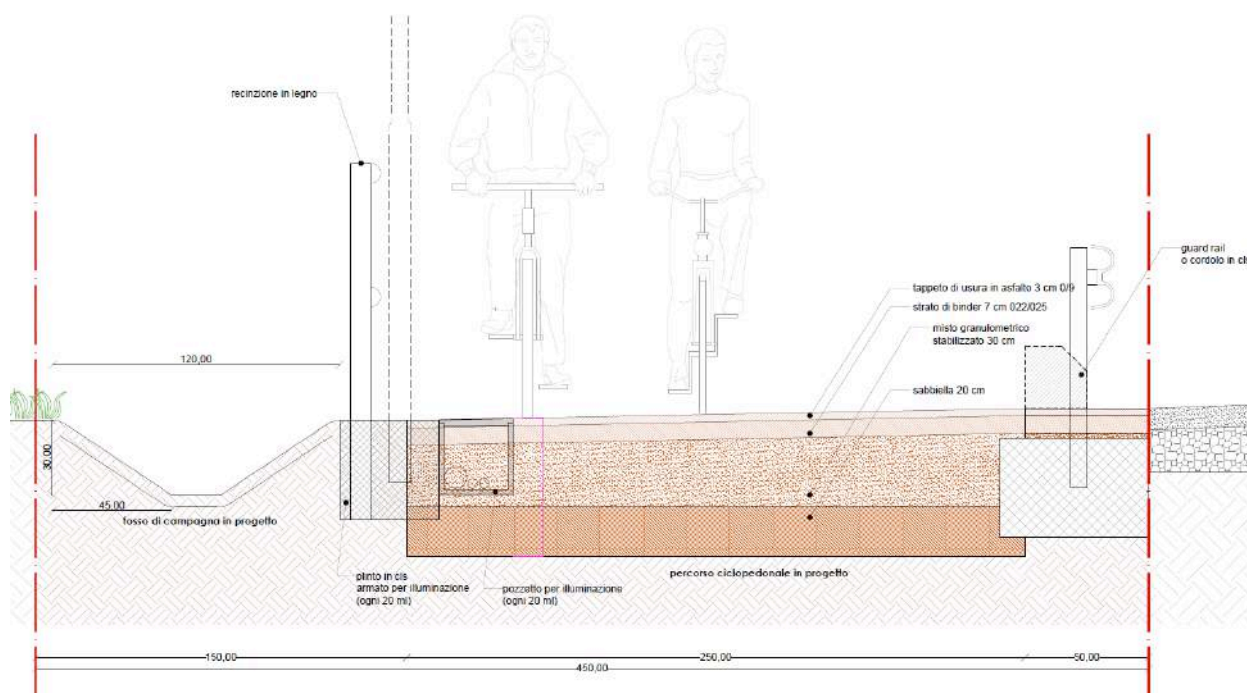 recinzione in legno
guard rail
o cordolo in cls
tappeto di usura in asfalto 3 cm 0/9
strato di binder 7 cm 022/025
misto granulometrico
stabilizzato 30 cm
sabbiella 20 cm
120,00
30,00
45,00
fosso di campagna in progetto
plinto in cls
armato per illuminazione
(ogni 20 ml)
pozzetto per illuminazione
(ogni 20 ml)
percorso ciclopedonale in progetto
150,00
250,00
50,00
450,00